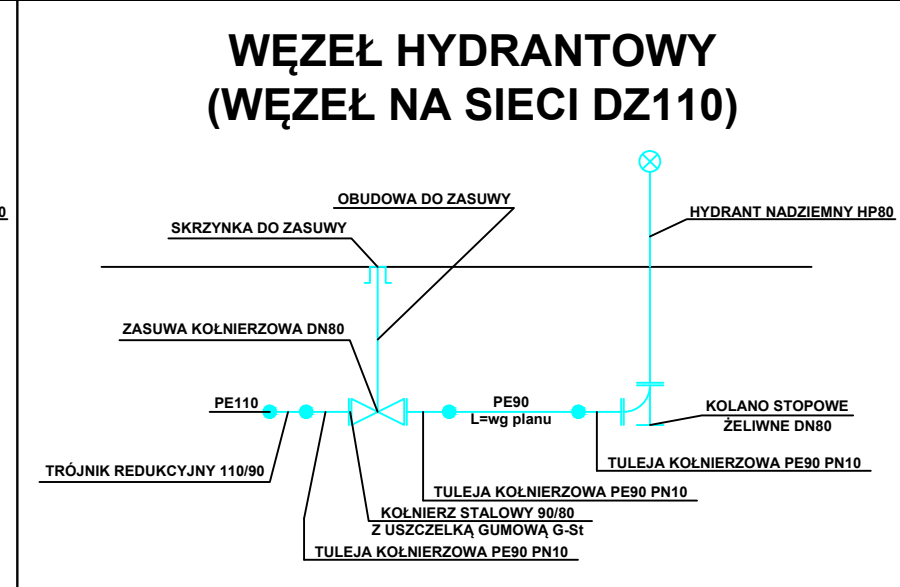 WĘZEŁ HYDRANTOWY
(WĘZEŁ NA SIECI DZ110)
OBUDOWA DO ZASUWY
HYDRANT NADZIEMNY HP80
0
SKRZYNKA DO ZASUWY
ZASUWA KOŁNIERZOWA DN80
PE110
PE90
L=wg planu
KOLANO STOPOWE
ŻELIWNE DN80
TRÓJNIK REDUKCYJNY 110/90
TULEJA KOŁNIERZOWA PE90 PN10
TULEJA KOŁNIERZOWA PE90 PN10
KOŁNIERZ STALOWY 90/80
Z USZCZELKĄ GUMOWĄ G-St
TULEJA KOŁNIERZOWA PE90 PN10